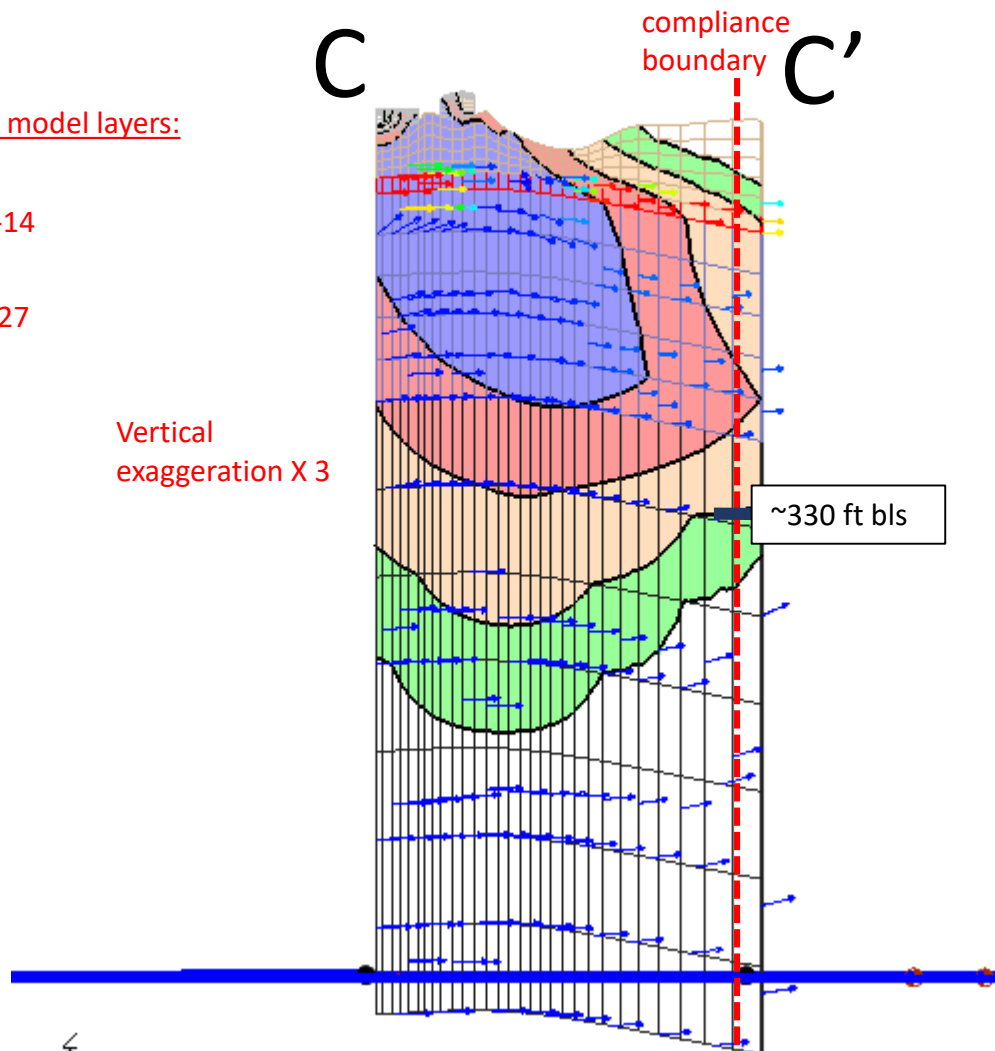 compliance
boundary
C
C’
model layers:
-14
27
Vertical
exaggeration X 3
~330 ft bls